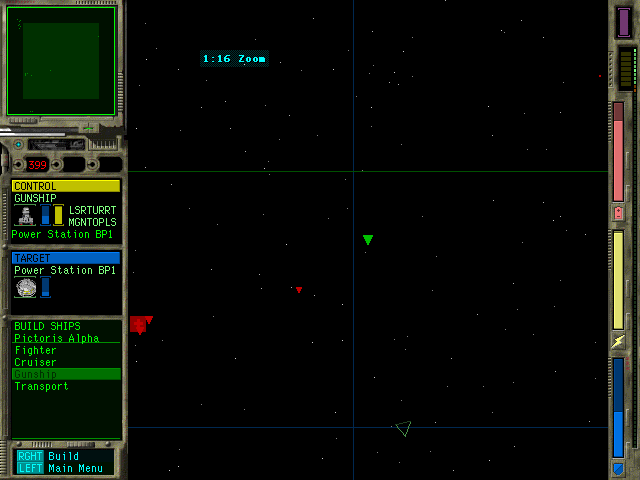 1:16 Zoom
399
CONTROL
GUNSHIP
LSRTURRT
MGNTOPLS
Power Station BP1
TARGET
Power Station BP1
BUILD SHIPS
Pictoris Alpha
Fighter
Cruiser
Gunship
Transport
RGHT Build
LEFT Main Menu